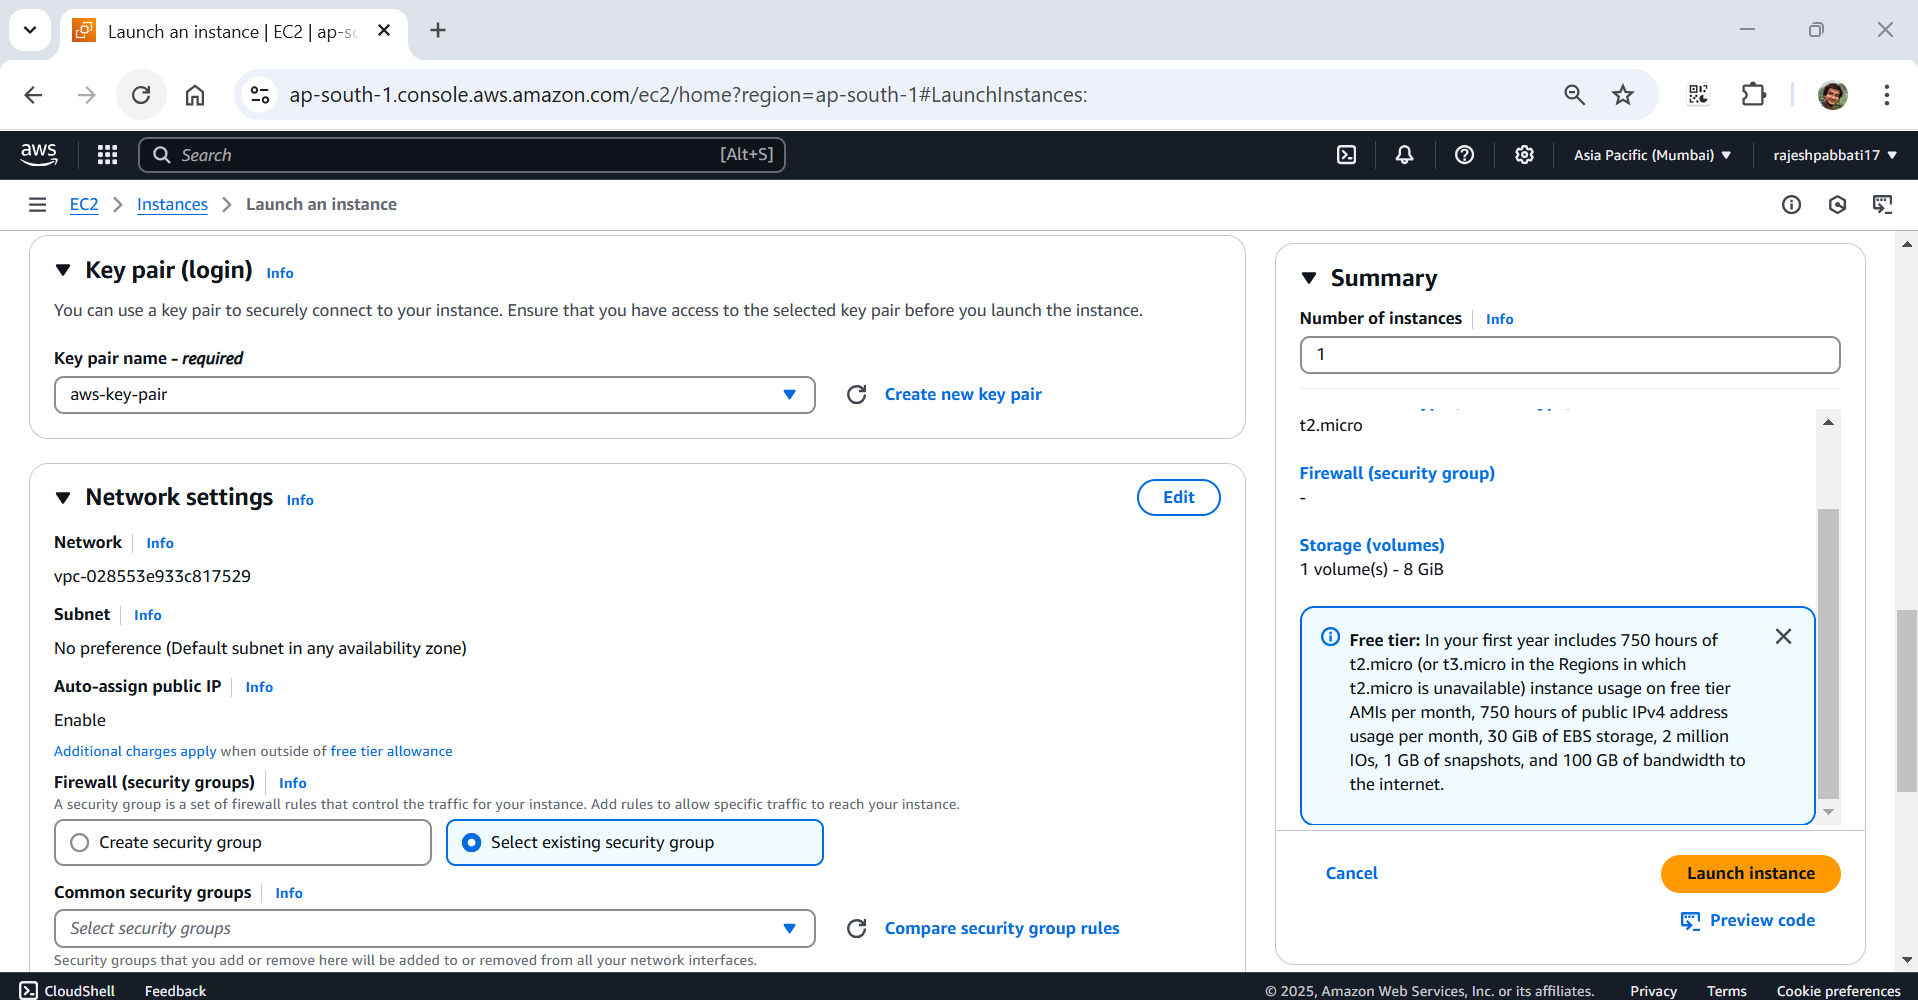 Launch an instance | EC2 | ap-so
ap-south-1.console.aws.amazon.com/ec2/home?region=ap-south-1#LaunchInstances:
aws
Search
[Alt+S]
Asia Pacific (Mumbai)
rajeshpabbati17
EC2
Instances
Launch an instance
Key pair (login) Info
You can use a key pair to securely connect to your instance. Ensure that you have access to the selected key pair before you launch the instance.
Key pair name - required
aws-key-pair
Create new key pair
Network settings Info
Edit
Network Info
vpc-028553e933c817529
Subnet Info
No preference (Default subnet in any availability zone)
Auto-assign public IP Info
Enable
Additional charges apply when outside of free tier allowance
Firewall (security groups) Info
A security group is a set of firewall rules that control the traffic for your instance. Add rules to allow specific traffic to reach your instance.
Create security group
Select existing security group
Common security groups Info
Select security groups
Compare security group rules
Security groups that you add or remove here will be added to or removed from all your network interfaces.
Summary
Number of instances Info
1
t2.micro
Firewall (security group)
-
Storage (volumes)
1 volume(s) - 8 GiB
Free tier: In your first year includes 750 hours of
t2.micro (or t3.micro in the Regions in which
t2.micro is unavailable) instance usage on free tier
AMIs per month, 750 hours of public IPv4 address
usage per month, 30 GiB of EBS storage, 2 million
IOs, 1 GB of snapshots, and 100 GB of bandwidth to
the internet.
Cancel
Launch instance
Preview code
CloudShell
Feedback
© 2025, Amazon Web Services, Inc. or its affiliates.
Privacy
Terms
Cookie preferences